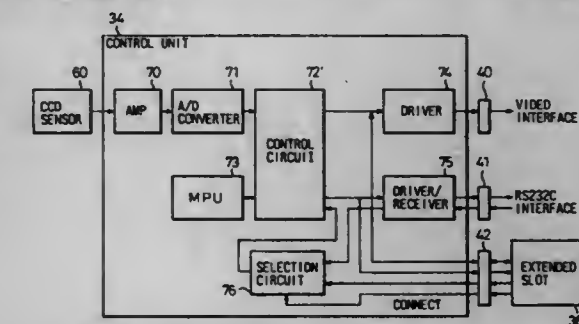 34
CONTROL UNIT
60
70
71
72'
74
40
CCD
SENSOR
AMP
A/D
CONVERTER
CONTROL
CIRCUIT
DRIVER
VIDEO
INTERFACE
73
MPU
75
41
DRIVER/
RECEIVER
RS232C
INTERFACE
42
SELECTION
CIRCUIT
76
CONNECT
EXTENDED
SLOT